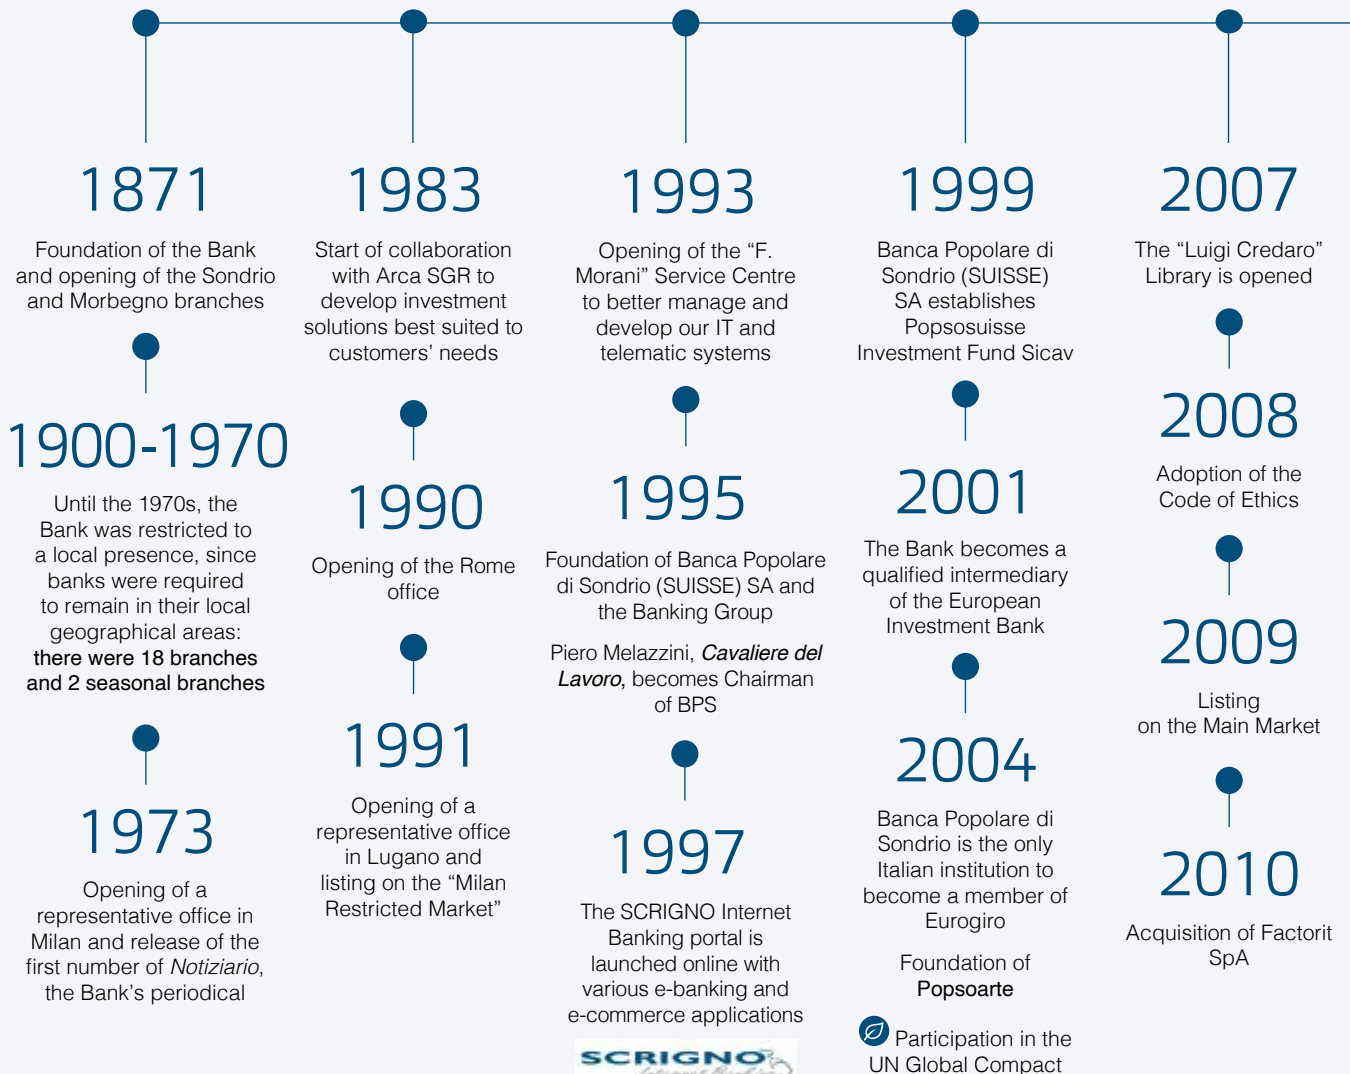 1871
Foundation of the Bank
and opening of the Sondrio
and Morbegno branches
1900-1970
Until the 1970s, the
Bank was restricted to
a local presence, since
banks were required
to remain in their local
geographical areas:
there were 18 branches
and 2 seasonal branches
1973
Opening of a
representative office in
Milan and release of the
first number of Notiziario,
the Bank’s periodical
1983
Start of collaboration
with Arca SGR to
develop investment
solutions best suited to
customers’ needs
1990
Opening of the Rome
office
1991
Opening of a
representative office
in Lugano and
listing on the “Milan
Restricted Market”
1993
Opening of the “F.
Morani” Service Centre
to better manage and
develop our IT and
telematic systems
1995
Foundation of Banca Popolare
di Sondrio (SUISSE) SA and
the Banking Group
Piero Melazzini, Cavaliere del
Lavoro, becomes Chairman
of BPS
1997
The SCRIGNO Internet
Banking portal is
launched online with
various e-banking and
e-commerce applications
SCRIGNO
1999
Banca Popolare di
Sondrio (SUISSE)
SA establishes
Popsosuisse
Investment Fund Sicav
2001
The Bank becomes a
qualified intermediary
of the European
Investment Bank
2004
Banca Popolare di
Sondrio is the only
Italian institution to
become a member of
Eurogiro
Foundation of
Popsoarte
Participation in the
UN Global Compact
2007
The “Luigi Credaro”
Library is opened
2008
Adoption of the
Code of Ethics
2009
Listing
on the Main Market
2010
Acquisition of Factorit
SpA